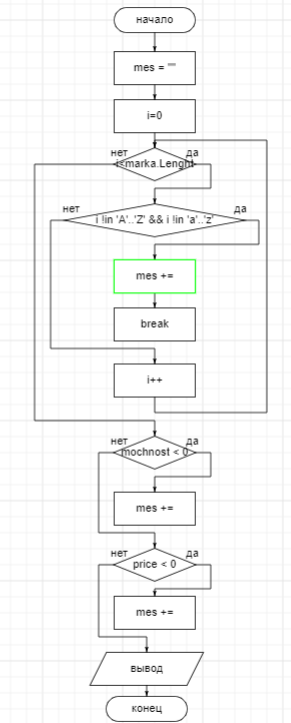 начало
mes = ""
i=0
нет
да
i<marka.Lenght
нет
да
i !in 'A'..'Z' && i !in 'a'..'z'
mes +=
break
i++
нет
да
mochnost < 0
mes +=
нет
да
price < 0
mes +=
вывод
конец